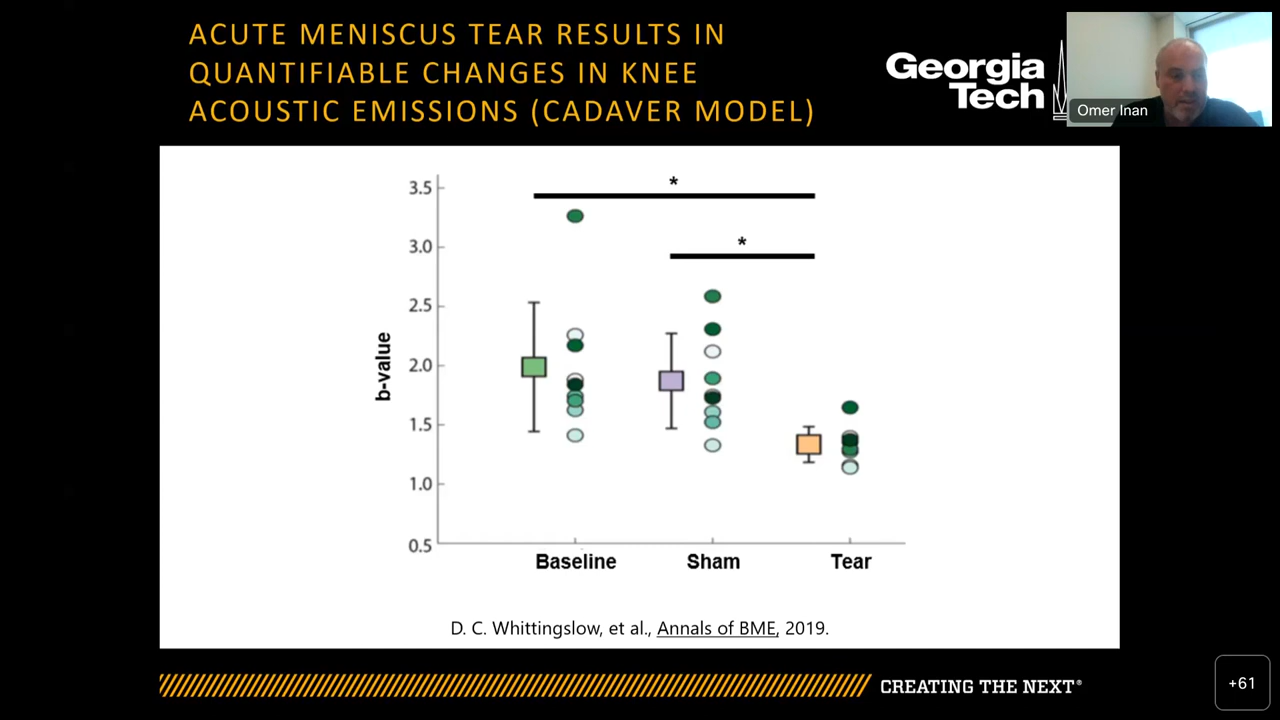 ACUTE MENISCUS TEAR RESULTS IN
QUANTIFIABLE CHANGES IN KNEE
ACOUSTIC EMISSIONS (CADAVER MODEL)
Georgia
Tech
Omer Inan
*
*
3.5
3.0
2.5
2.0
1.5
1.0
0.5
b-value
Baseline
Sham
Tear
D. C. Whittingslow, et al., Annals of BME, 2019.
CREATING THE NEXT®
+61